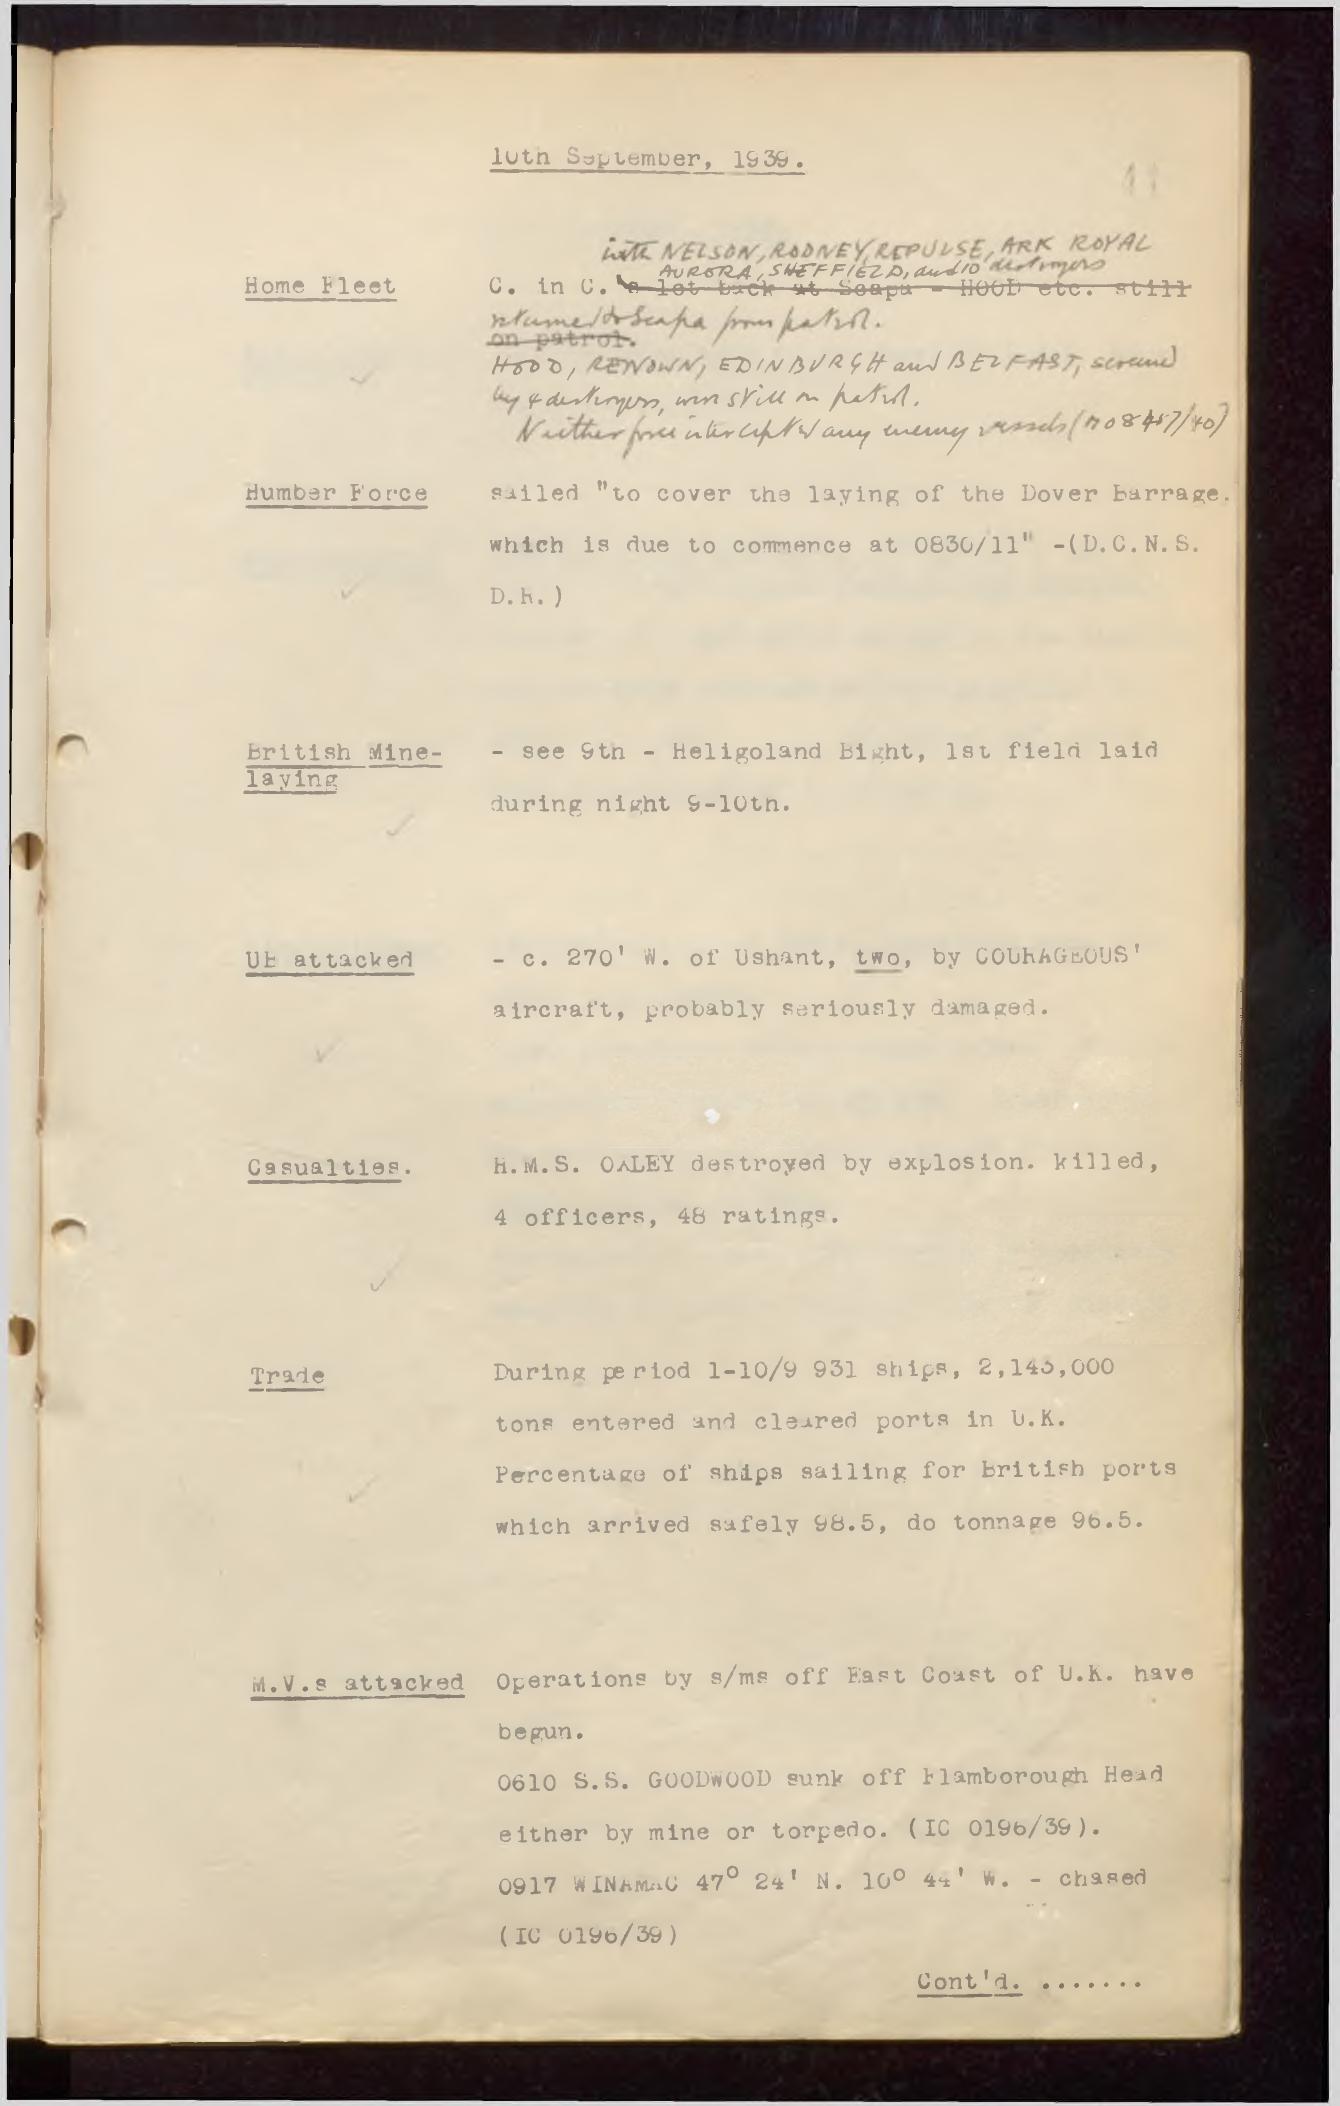 10th September, 1939.
41
with NELSON, RODNEY, REPULSE, ARK ROYAL
AURORA, SHEFFIELD, and 10 destroyers
Home Fleet C. in C. a lot back at Scapa - HOOD etc. still
returned to Scapa from patrol.
on patrol.
HOOD, RENOWN, EDINBURGH and BELFAST, screened
by 4 destroyers, were still on patrol.
Neither force intercepted any enemy vessels (M 08457/40)
Humber Force sailed "to cover the laying of the Dover Barrage.
which is due to commence at 0830/11" -(D.C.N.S.
D.R.)
British Mine- - see 9th - Heligoland Bight, 1st field laid
laying
during night 9-10th.
UB attacked - c. 270' W. of Ushant, two, by COURAGEOUS'
aircraft, probably seriously damaged.
Casualties. H.M.S. OXLEY destroyed by explosion. killed,
4 officers, 48 ratings.
Trade During period 1-10/9 931 ships, 2,143,000
tons entered and cleared ports in U.K.
Percentage of ships sailing for British ports
which arrived safely 98.5, do tonnage 96.5.
M.V.s attacked Operations by s/ms off East Coast of U.K. have
begun.
0610 S.S. GOODWOOD sunk off Flamborough Head
either by mine or torpedo. (IC 0196/39).
0917 WINAMAC 47° 24' N. 10° 44' W. - chased
(IC 0196/39)
Cont'd. .......